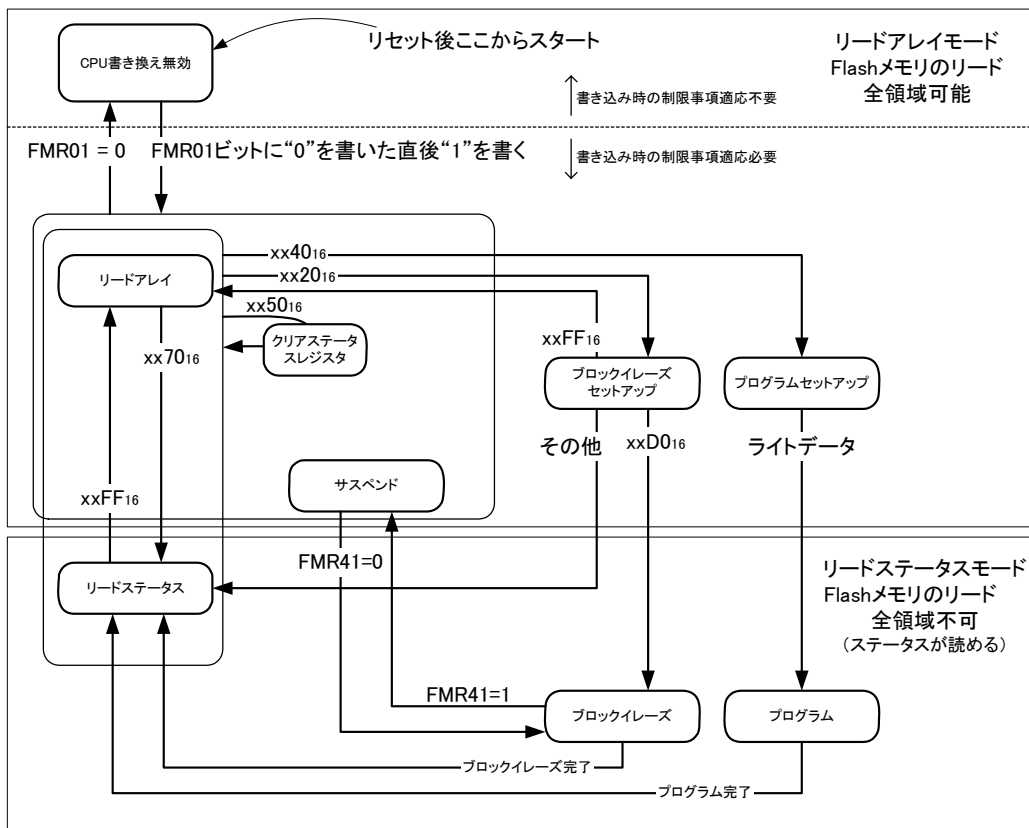 リセット後ここからスタート
CPU書き換え無効
リードアレイモード
Flashメモリのリード
全領域可能
書き込み時の制限事項適応不要
FMR01 = 0
FMR01ビットに“0”を書いた直後“1”を書く
書き込み時の制限事項適応必要
xx4016
リードアレイ
xx2016
xx5016
クリアステータ
スレジスタ
xxFF16
xx7016
ブロックイレーズ
セットアップ
プログラムセットアップ
その他
xxD016
ライトデータ
サスペンド
xxFF16
FMR41=0
リードステータス
リードステータスモード
Flashメモリのリード
全領域不可
(ステータスが読める)
FMR41=1
ブロックイレーズ
プログラム
ブロックイレーズ完了
プログラム完了